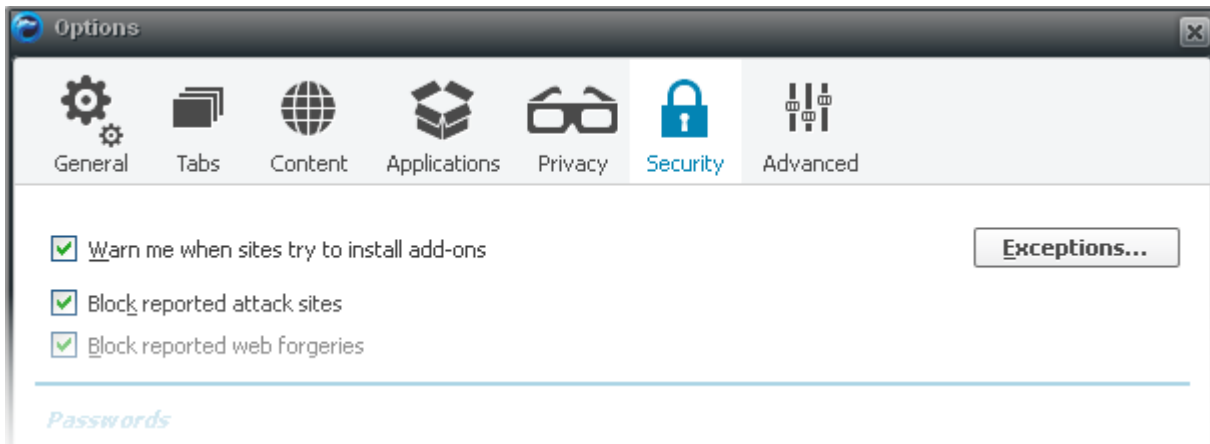 Options
General Tabs Content Applications Privacy Security Advanced
Warn me when sites try to install add-ons Exceptions...
Block reported attack sites
Block reported web forgeries
Passwords